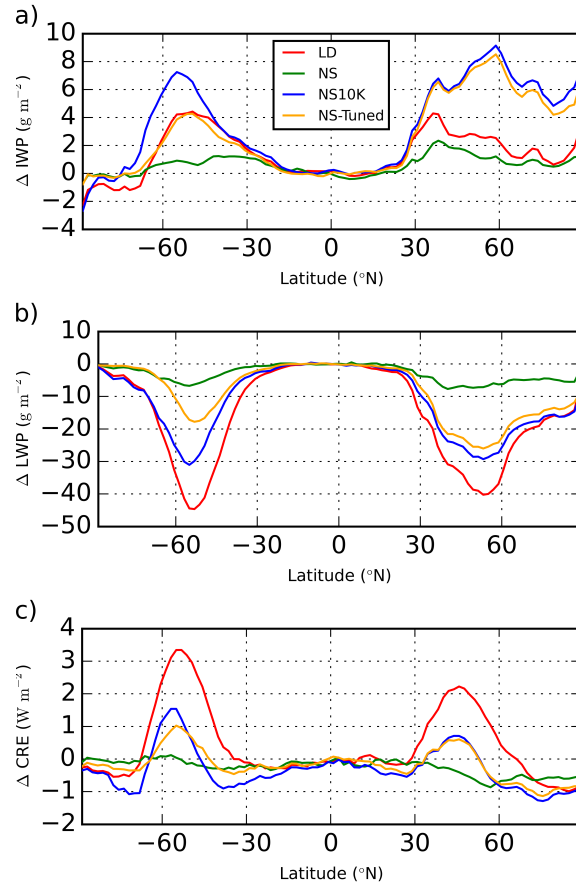 a)
Δ IWP (g m⁻²)
10
8
6
4
2
0
−2
−4
LD
NS
NS10K
NS-Tuned
−60 −30 0 30 60
Latitude (°N)
b)
Δ LWP (g m⁻²)
10
0
−10
−20
−30
−40
−50
−60 −30 0 30 60
Latitude (°N)
c)
Δ CRE (W m⁻²)
4
3
2
1
0
−1
−2
−60 −30 0 30 60
Latitude (°N)